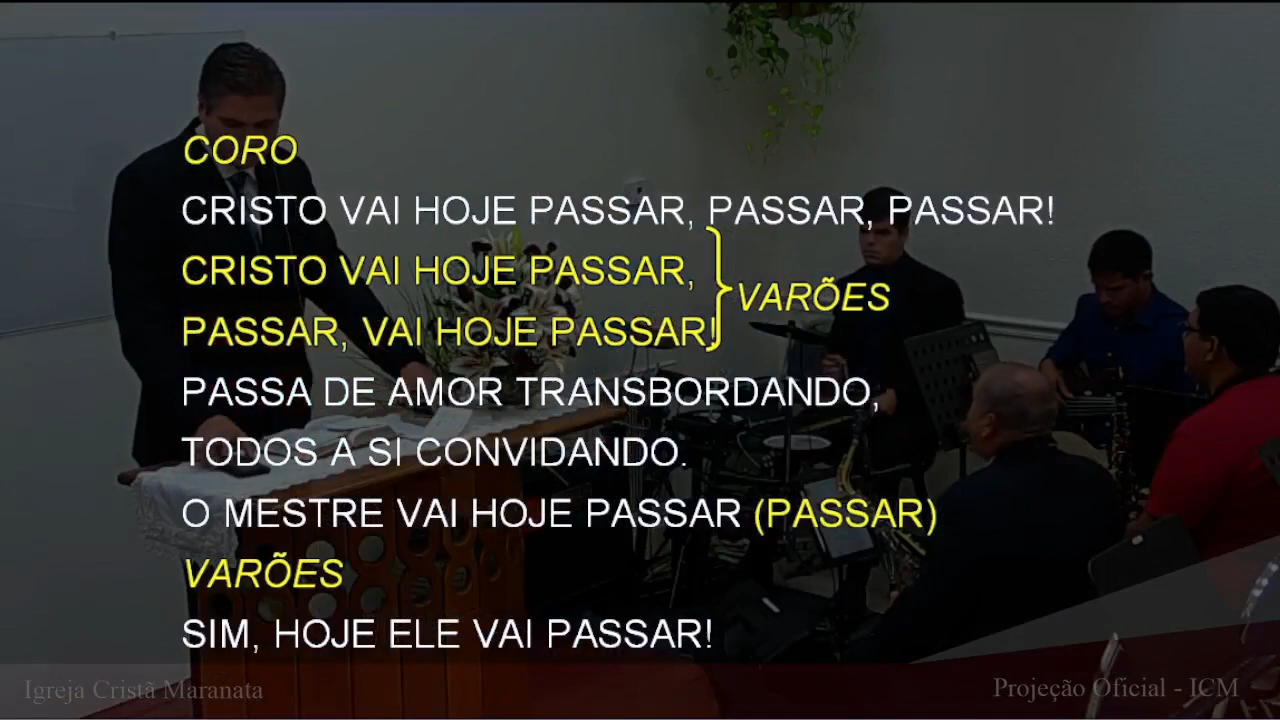 CORO
CRISTO VAI HOJE PASSAR, PASSAR, PASSAR!
CRISTO VAI HOJE PASSAR,
VARÕES
PASSAR, VAI HOJE PASSAR!
PASSA DE AMOR TRANSBORDANDO,
TODOS A SI CONVIDANDO.
O MESTRE VAI HOJE PASSAR (PASSAR)
VARÕES
SIM, HOJE ELE VAI PASSAR!
Igreja Cristã Maranata
Projeção Oficial - ICM